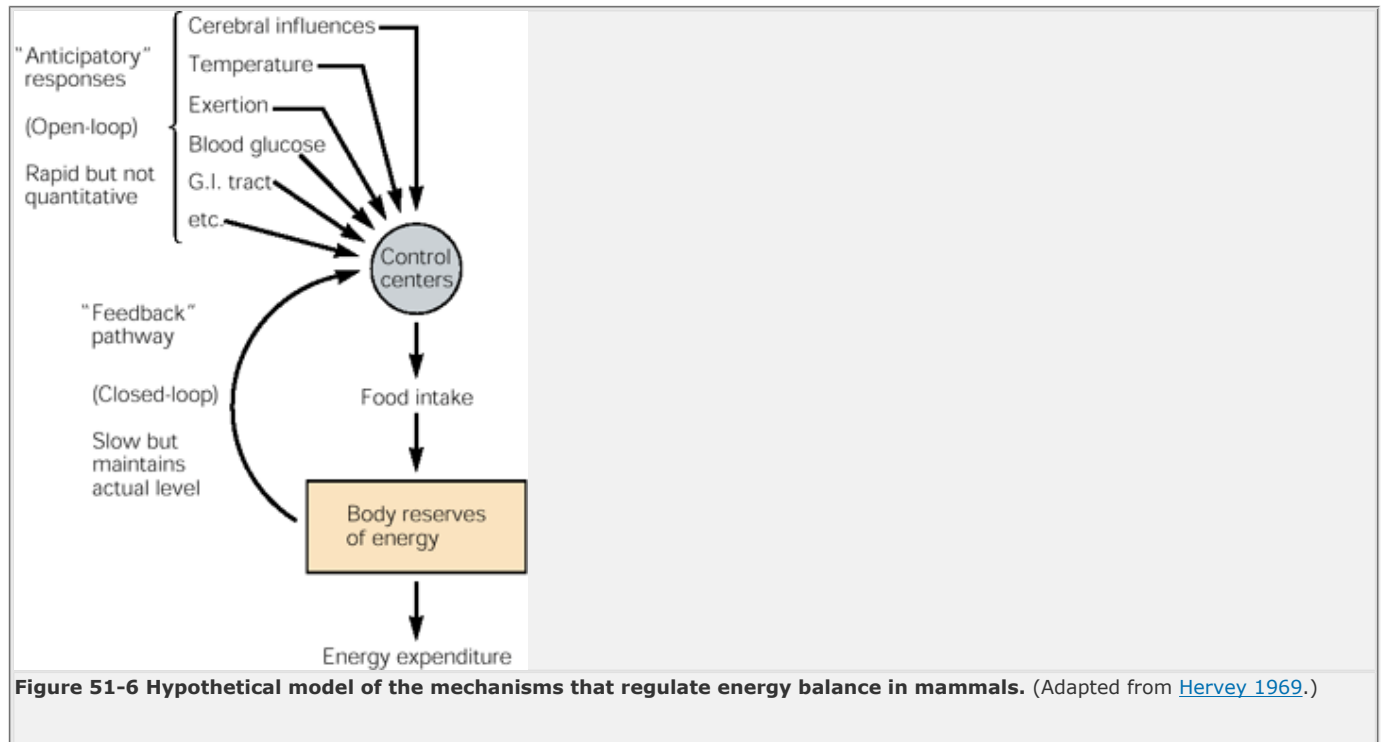 Cerebral influences
"Anticipatory"
responses
Temperature
Exertion
(Open-loop)
Blood glucose
Rapid but not
quantitative
G.I. tract
etc.
Control
centers
"Feedback"
pathway
(Closed-loop)
Food intake
Slow but
maintains
actual level
Body reserves
of energy
Energy expenditure
Figure 51-6 Hypothetical model of the mechanisms that regulate energy balance in mammals. (Adapted from Hervey 1969.)